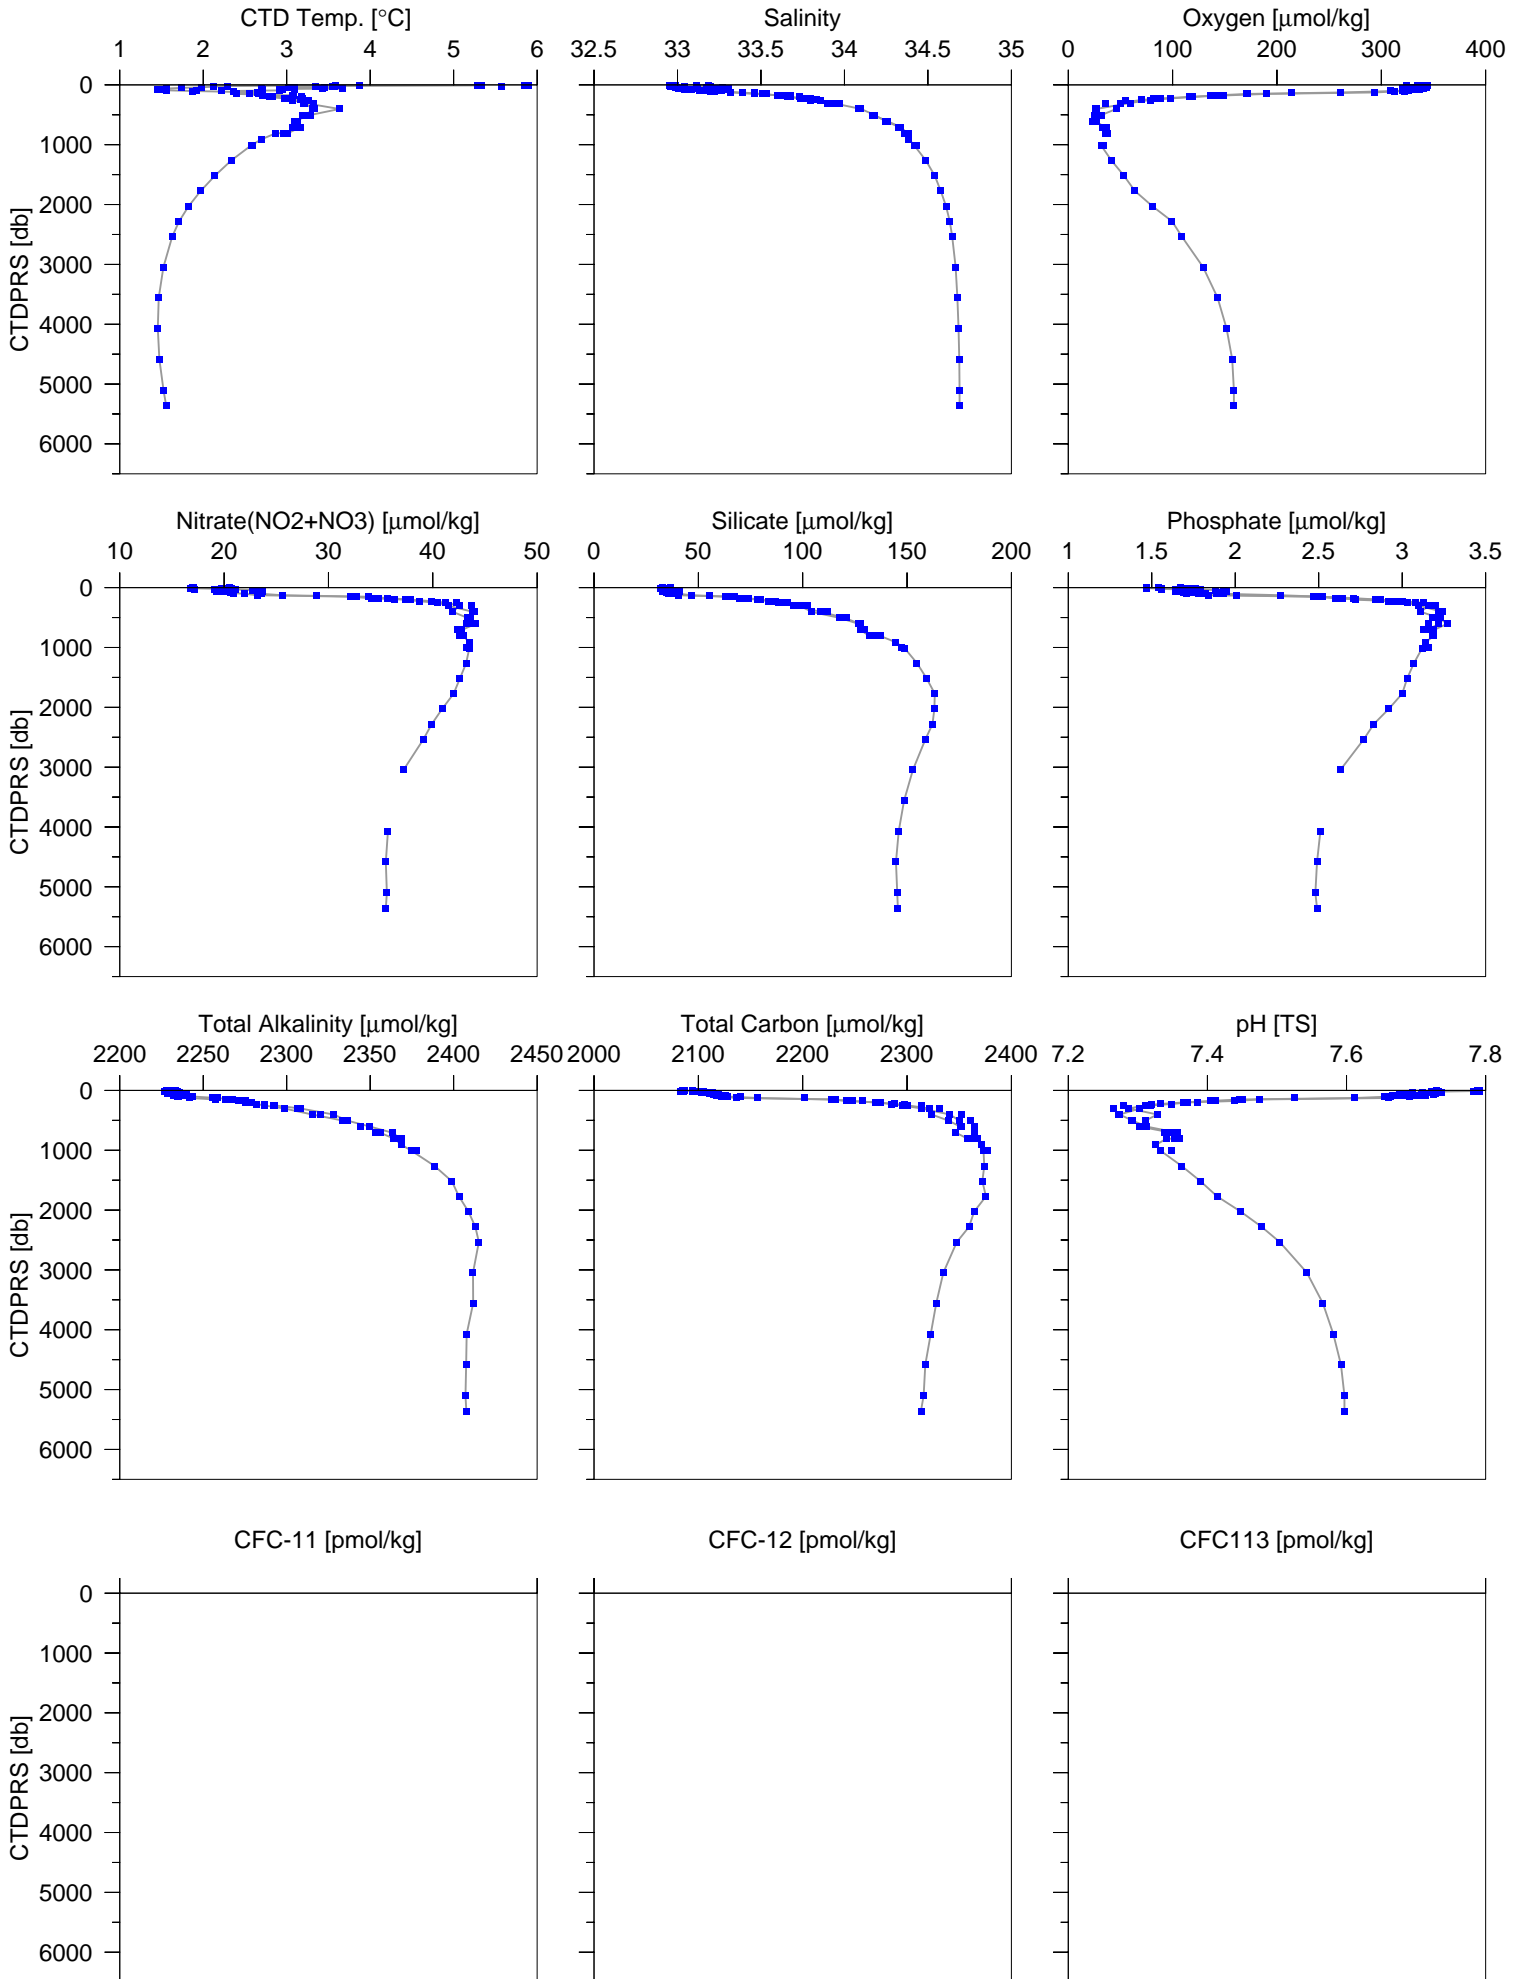 CTD Temp. [°C] Salinity Oxygen [μmol/kg]
1 2 3 4 5 6 32.5 33 33.5 34 34.5 35 0 100 200 300 400
0
1000
2000
3000
4000
5000
6000
CTDPRS [db]
Nitrate(NO2+NO3) [μmol/kg] Silicate [μmol/kg] Phosphate [μmol/kg]
10 20 30 40 50 0 50 100 150 200 1 1.5 2 2.5 3 3.5
0
1000
2000
3000
4000
5000
6000
CTDPRS [db]
Total Alkalinity [μmol/kg] Total Carbon [μmol/kg] pH [TS]
2200 2250 2300 2350 2400 2450 2000 2100 2200 2300 2400 7.2 7.4 7.6 7.8
0
1000
2000
3000
4000
5000
6000
CTDPRS [db]
CFC-11 [pmol/kg] CFC-12 [pmol/kg] CFC113 [pmol/kg]
0
1000
2000
3000
4000
5000
6000
CTDPRS [db]